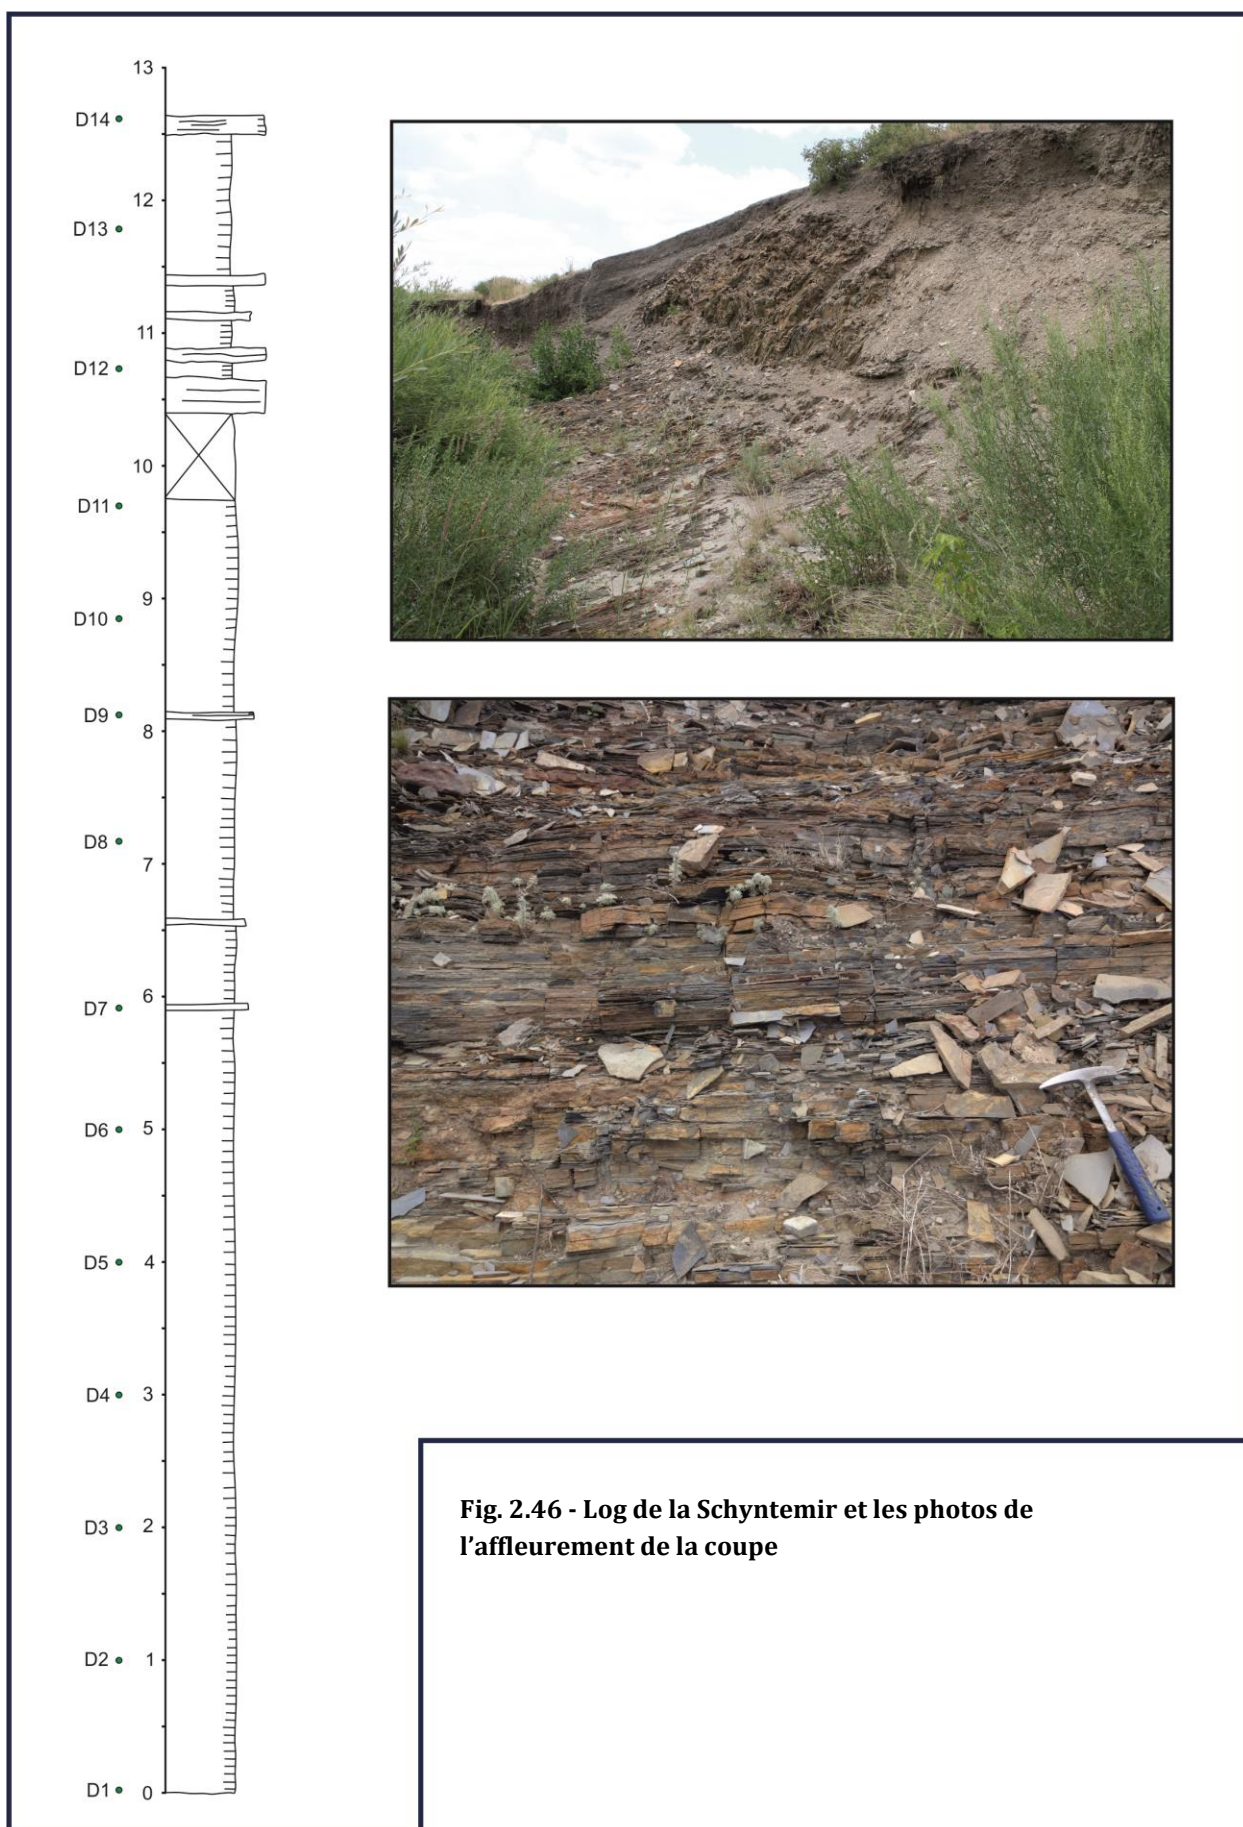 13
D14
12
D13
11
D12
10
D11
9
D10
D9
8
D8
7
6
D7
D6 5
D5 4
D4 3
D3 2
D2 1
D1 0
Fig. 2.46 - Log de la Schyntemir et les photos de
l’affleurement de la coupe